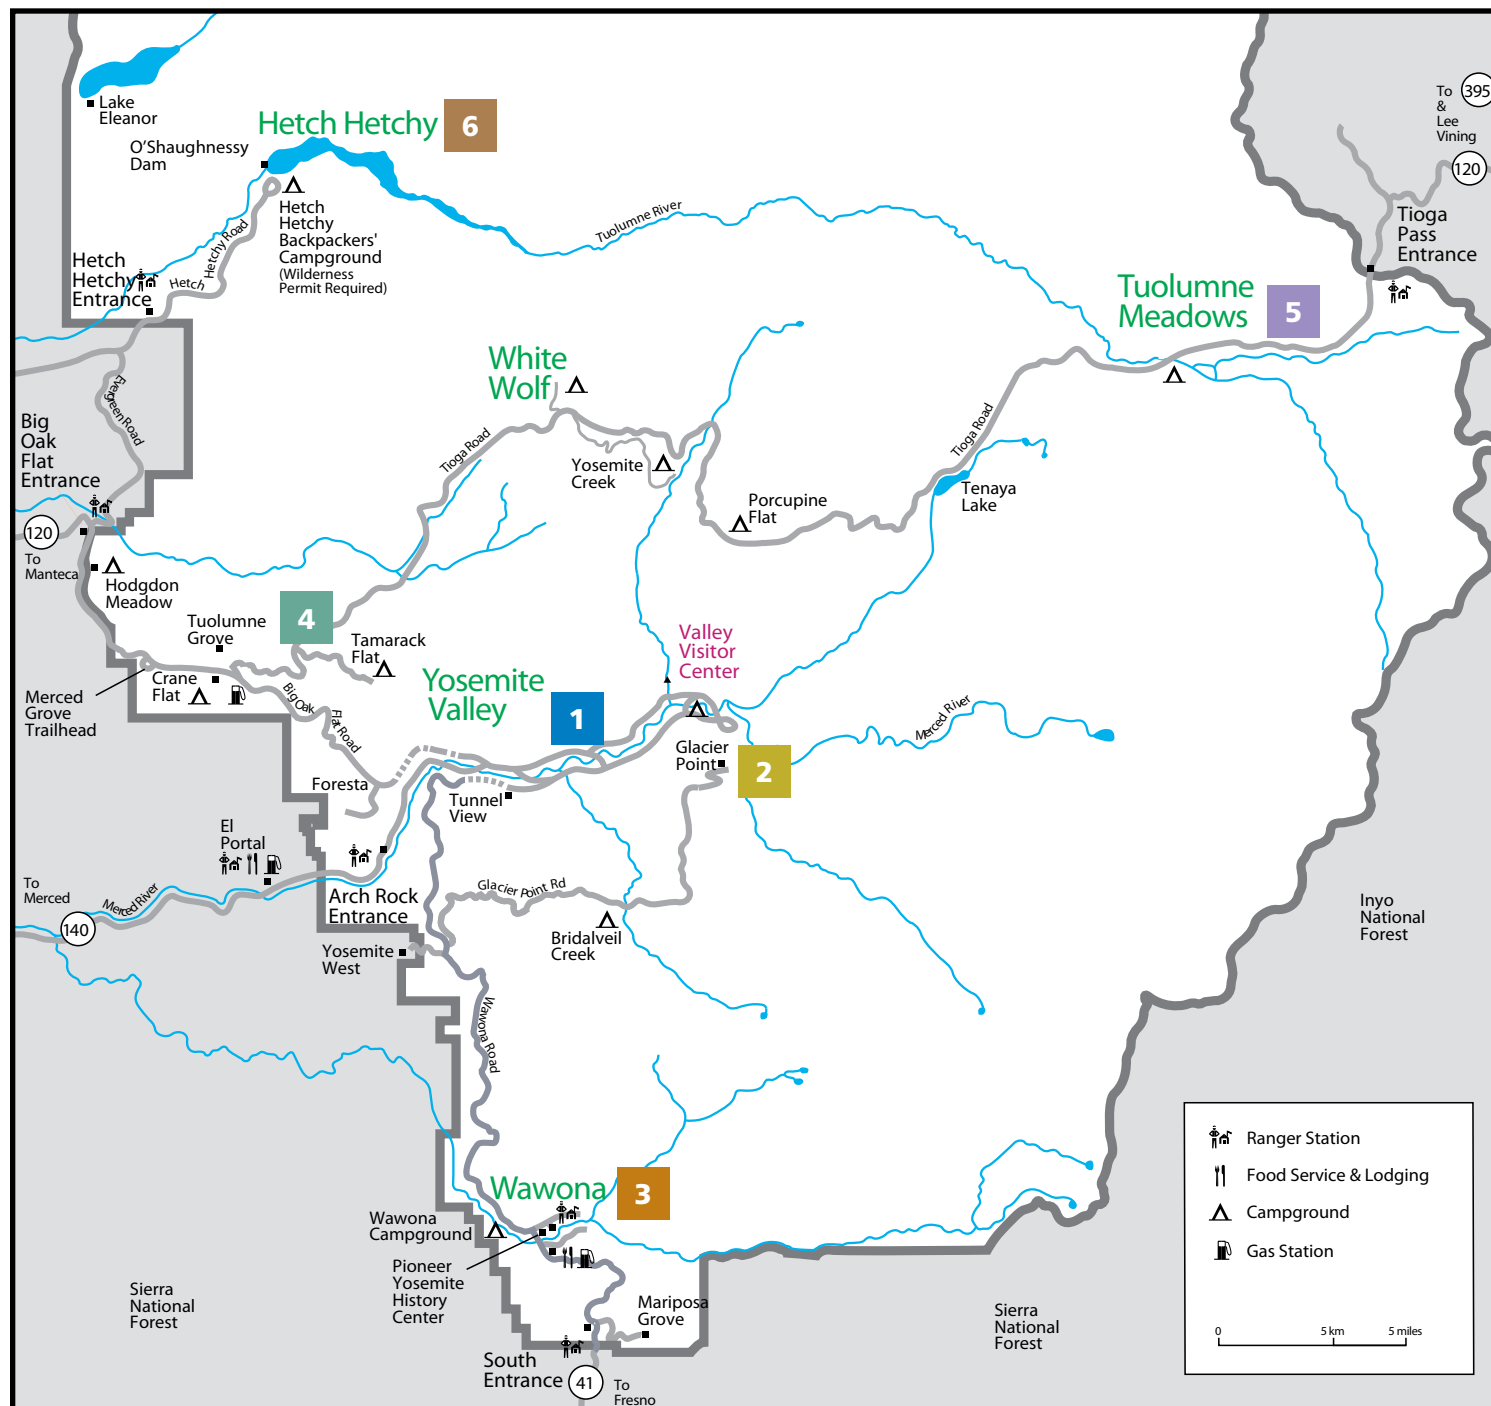 Lake
Eleanor
Hetch Hetchy
6
O'Shaughnessy
Dam
Hetch
Hetchy
Backpackers'
Campground
(Wilderness
Permit Required)
Hetch
Hetchy
Entrance
Hetch
Hetchy Road
Tuolumne River
To
&
Lee
Vining
395
120
Tioga
Pass
Entrance
Tuolumne
Meadows
5
White
Wolf
Evergreen Road
Big
Oak
Flat
Entrance
Tioga Road
Yosemite
Creek
Tioga Road
Porcupine
Flat
Tenaya
Lake
120
To
Manteca
Hodgdon
Meadow
Tuolumne
Grove
4
Tamarack
Flat
Valley
Visitor
Center
Crane
Flat
Merced
Grove
Trailhead
Big Oak
Flat Road
Yosemite
Valley
1
Merced River
Glacier
Point
2
Foresta
Tunnel
View
El
Portal
To
Merced
Merced River
140
Arch Rock
Entrance
Glacier Point Rd
Bridalveil
Creek
Yosemite
West
Inyo
National
Forest
Wawona Road
Wawona
3
Wawona
Campground
Pioneer
Yosemite
History
Center
Mariposa
Grove
Sierra
National
Forest
South
Entrance
41
To
Fresno
Sierra
National
Forest
Ranger Station
Food Service & Lodging
Campground
Gas Station
0
5 km
5 miles